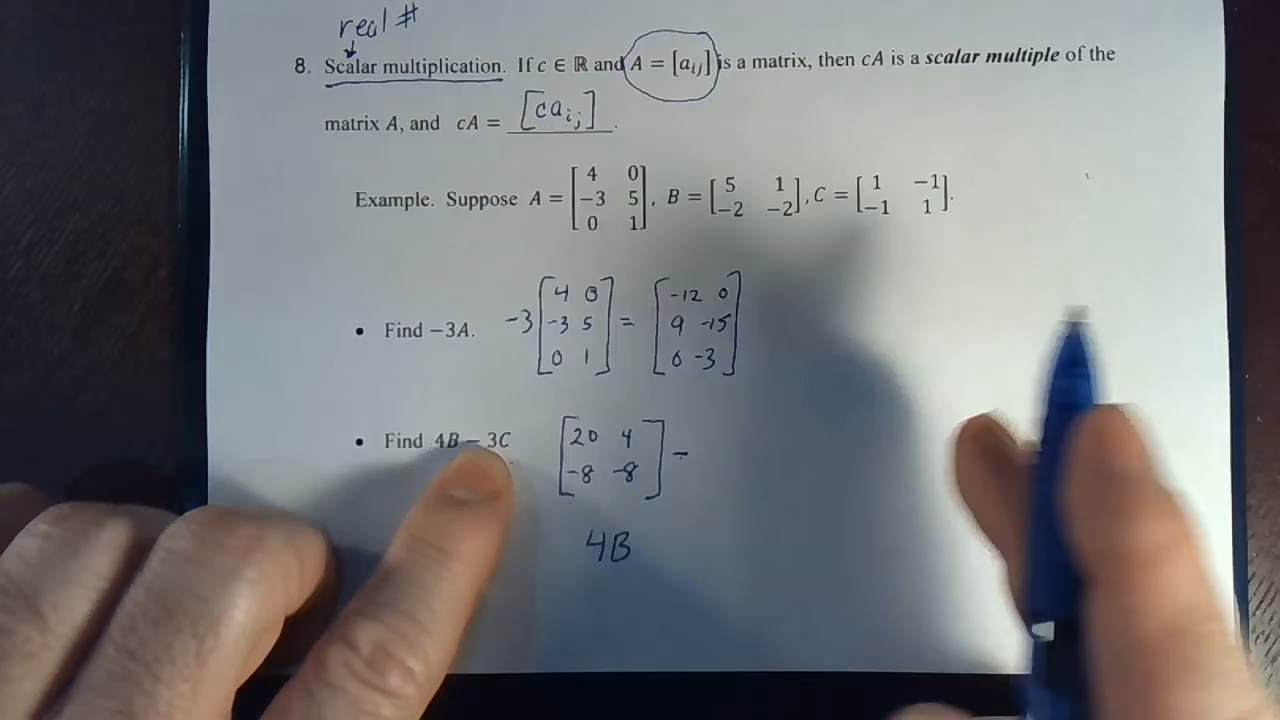 real #
8. Scalar multiplication. If c ∈ ℝ and A = [a_ij] is a matrix, then cA is a scalar multiple of the
matrix A, and cA = [ca_ij].
Example. Suppose A = [4 0; -3 5; 0 1], B = [5 1; -2 -2], C = [1 -1; -1 1].
• Find −3A. -3 [4 0; -3 5; 0 1] = [-12 0; 9 -15; 0 -3]
• Find 4B − 3C [20 4; -8 -8] -
4B